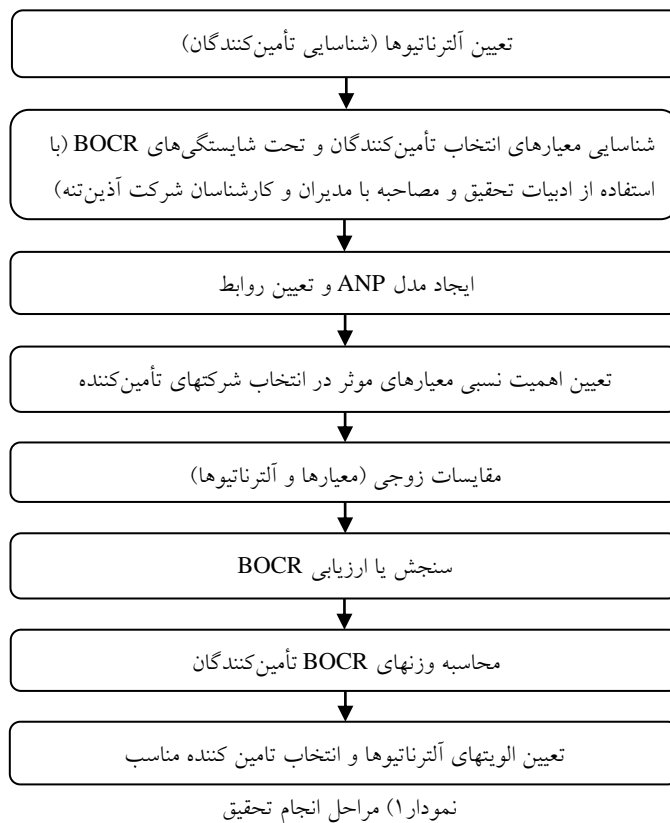 تعیین آلترناتیوها (شناسایی تأمین‌کنندگان)
شناسایی معیارهای انتخاب تأمین‌کنندگان و تحت شایستگی‌های BOCR (با
استفاده از ادبیات تحقیق و مصاحبه با مدیران و کارشناسان شرکت آذین‌تنه)
ایجاد مدل ANP و تعیین روابط
تعیین اهمیت نسبی معیارهای موثر در انتخاب شرکتهای تأمین‌کننده
مقایسات زوجی (معیارها و آلترناتیوها)
سنجش یا ارزیابی BOCR
محاسبه وزنهای BOCR تأمین‌کنندگان
تعیین الویتهای آلترناتیوها و انتخاب تامین کننده مناسب
نمودار۱) مراحل انجام تحقیق